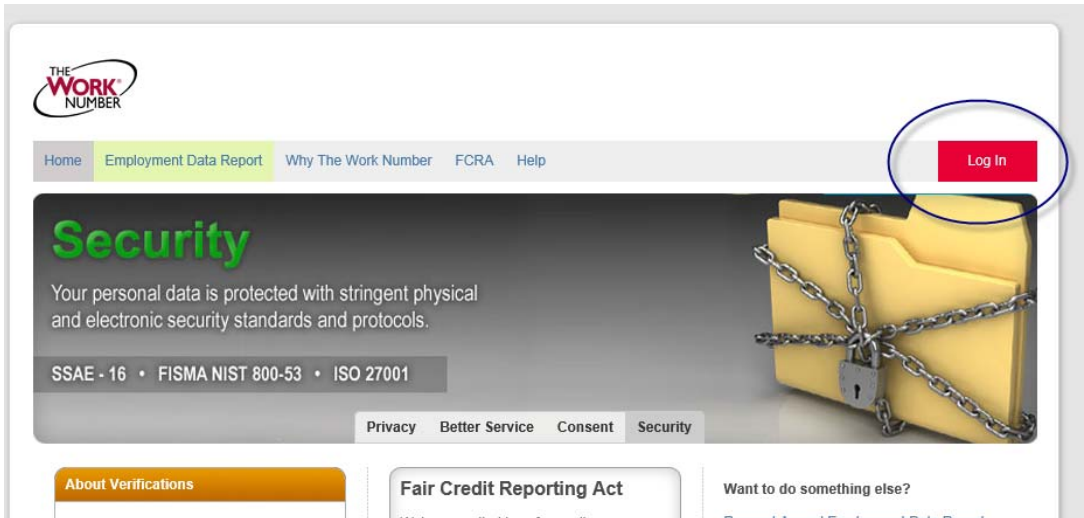 THE
WORK®
NUMBER
Home Employment Data Report Why The Work Number FCRA Help Log In
Security
Your personal data is protected with stringent physical
and electronic security standards and protocols.
SSAE - 16 • FISMA NIST 800-53 • ISO 27001
Privacy Better Service Consent Security
About Verifications
Fair Credit Reporting Act
Want to do something else?